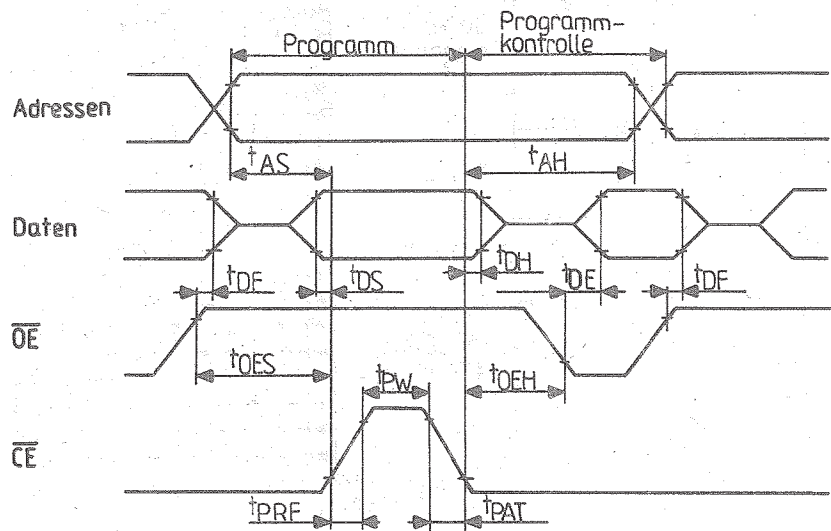 Programm
Programm-
kontrolle
Adressen
tAS
tAH
Daten
tDF
tDS
tDH
tOE
tDF
OE
tOES
tPW
tOEH
CE
tPRF
tPAT